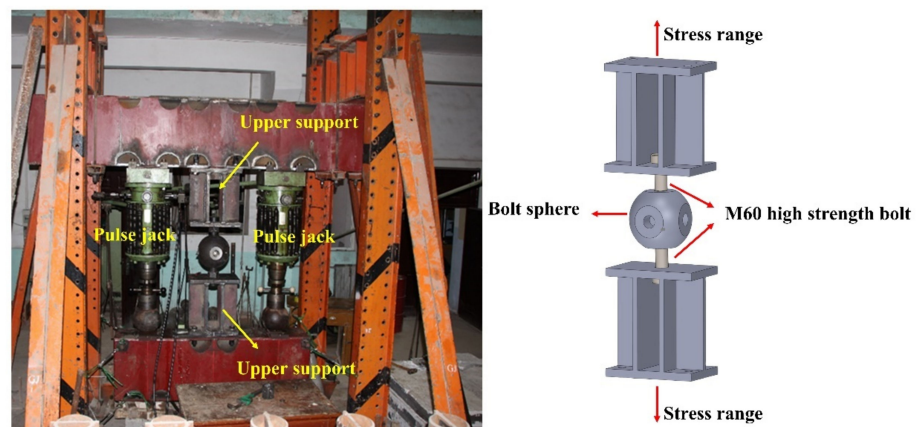 Stress range
Upper support
Bolt sphere
M60 high strength bolt
Pulse jack
Pulse jack
Upper support
Stress range